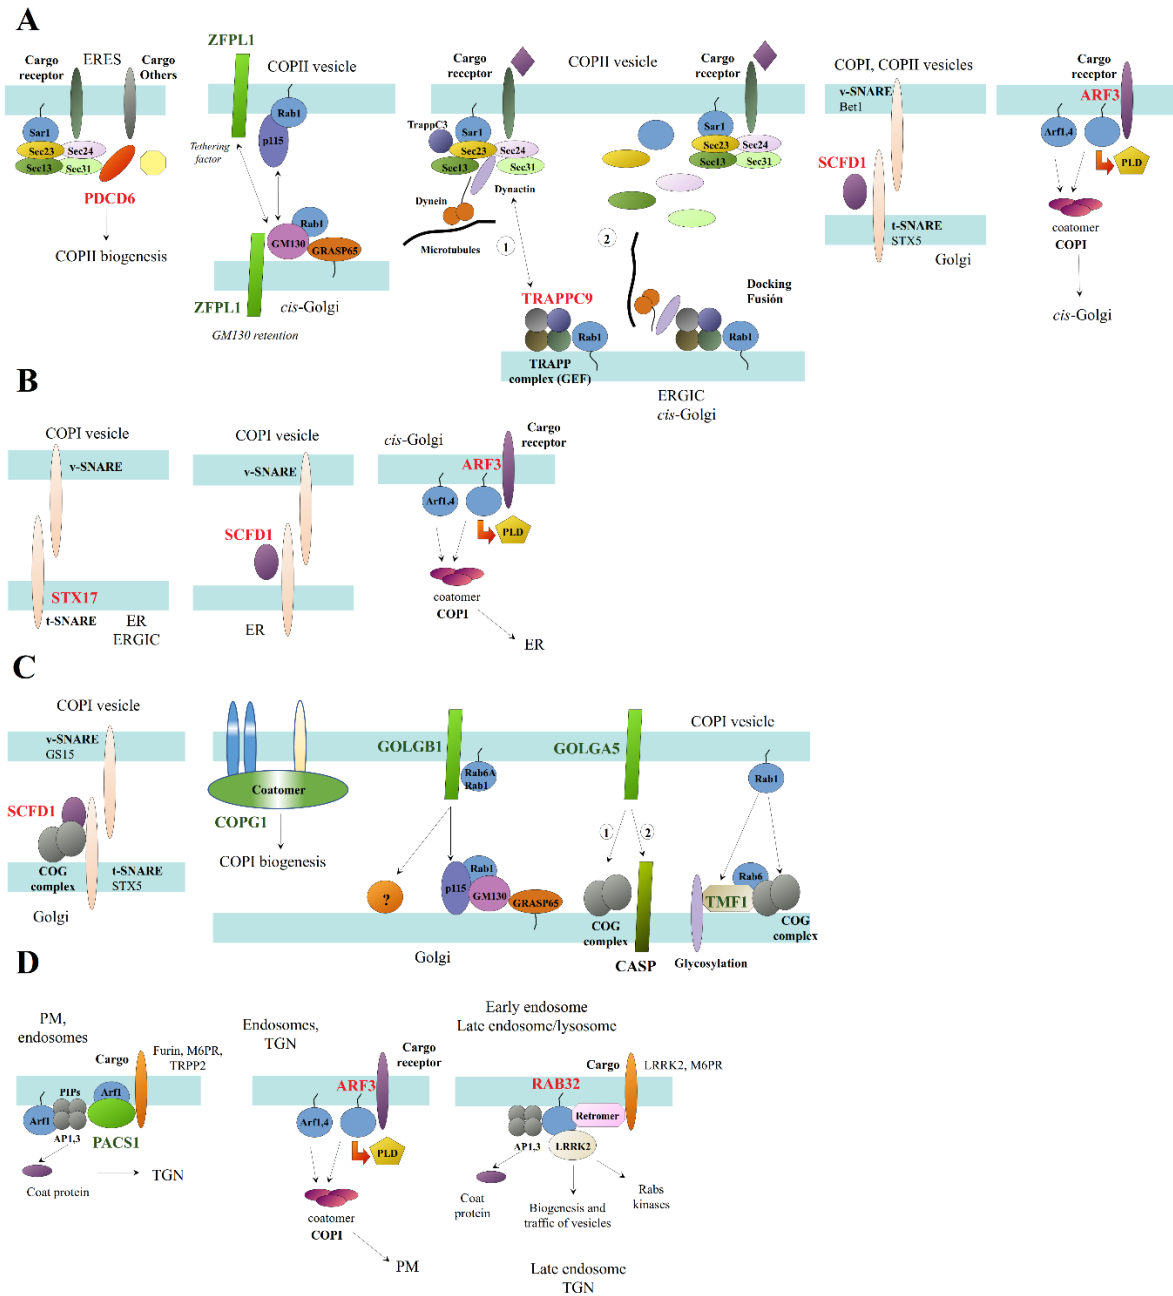 A
Cargo
receptor
ERES
Cargo
Others
Sar1
Sec23
Sec24
Sec13
Sec31
PDCD6
COPII biogenesis
ZFPL1
COPII vesicle
Rab1
p115
Tethering
factor
Rab1
GM130
GRASP65
ZFPL1
cis-Golgi
GM130 retention
Cargo
receptor
COPII vesicle
Cargo
receptor
TrappC3
Sar1
Sec23
Sec24
Sec13
Sec31
Dynactin
Dynein
Microtubules
1
2
Sar1
Sec23
Sec24
Sec13
Sec31
TRAPPC9
Rab1
TRAPP
complex (GEF)
Docking
Fusión
Rab1
ERGIC
cis-Golgi
COPI, COPII vesicles
v-SNARE
Bet1
SCFD1
t-SNARE
STX5
Golgi
Cargo
receptor
ARF3
Arf1,4
PLD
coatomer
COPI
cis-Golgi
B
COPI vesicle
v-SNARE
STX17
t-SNARE
ER
ERGIC
COPI vesicle
v-SNARE
SCFD1
ER
cis-Golgi
Cargo
receptor
ARF3
Arf1,4
PLD
coatomer
COPI
ER
C
COPI vesicle
v-SNARE
GS15
SCFD1
COG
complex
t-SNARE
STX5
Golgi
Coatomer
COPG1
COPI biogenesis
GOLGB1
Rab6A
Rab1
?
p115
Rab1
GM130
GRASP65
Golgi
GOLGA5
1
2
COG
complex
CASP
COPI vesicle
Rab1
Rab6
TMF1
COG
complex
Glycosylation
D
PM,
endosomes
Cargo
Furin, M6PR,
TRPP2
PIPs
Arf1
Arf1
AP1,3
PACS1
Coat protein
TGN
Endosomes,
TGN
Cargo
receptor
ARF3
Arf1,4
PLD
coatomer
COPI
PM
Early endosome
Late endosome/lysosome
Cargo
LRRK2, M6PR
RAB32
Retromer
AP1,3
LRRK2
Coat
protein
Biogenesis and
traffic of vesicles
Rabs
kinases
Late endosome
TGN